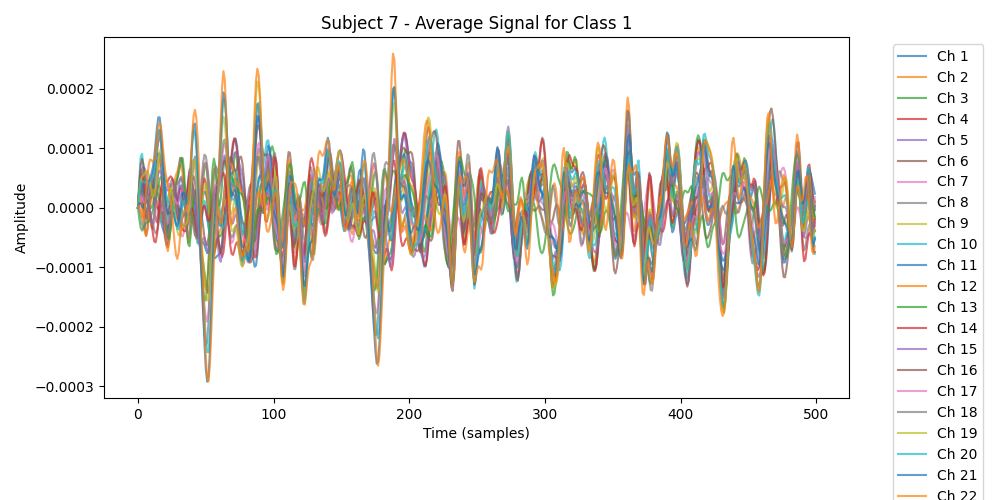 Subject 7 - Average Signal for Class 1
Amplitude
0.0002
0.0001
0.0000
−0.0001
−0.0002
−0.0003
0
100
200
300
400
500
Time (samples)
Ch 1
Ch 2
Ch 3
Ch 4
Ch 5
Ch 6
Ch 7
Ch 8
Ch 9
Ch 10
Ch 11
Ch 12
Ch 13
Ch 14
Ch 15
Ch 16
Ch 17
Ch 18
Ch 19
Ch 20
Ch 21
Ch 22